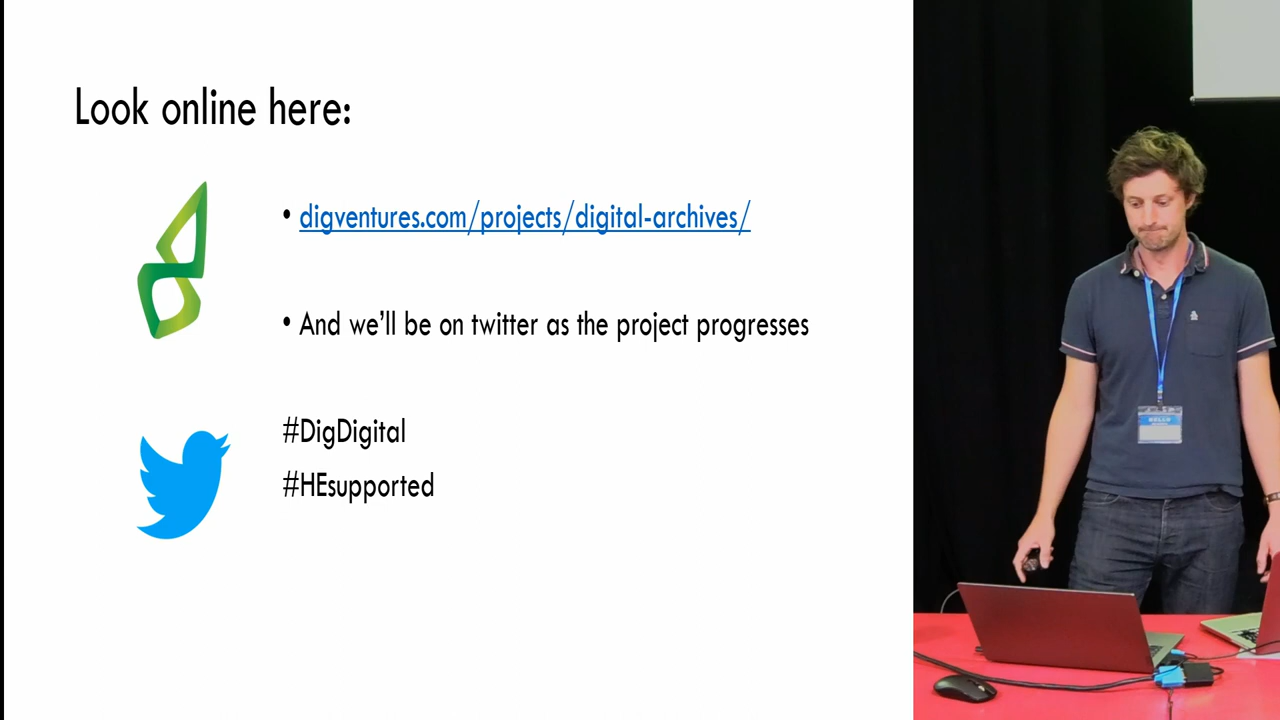 Look online here:
• digventures.com/projects/digital-archives/
• And we'll be on twitter as the project progresses
#DigDigital
#HEsupported